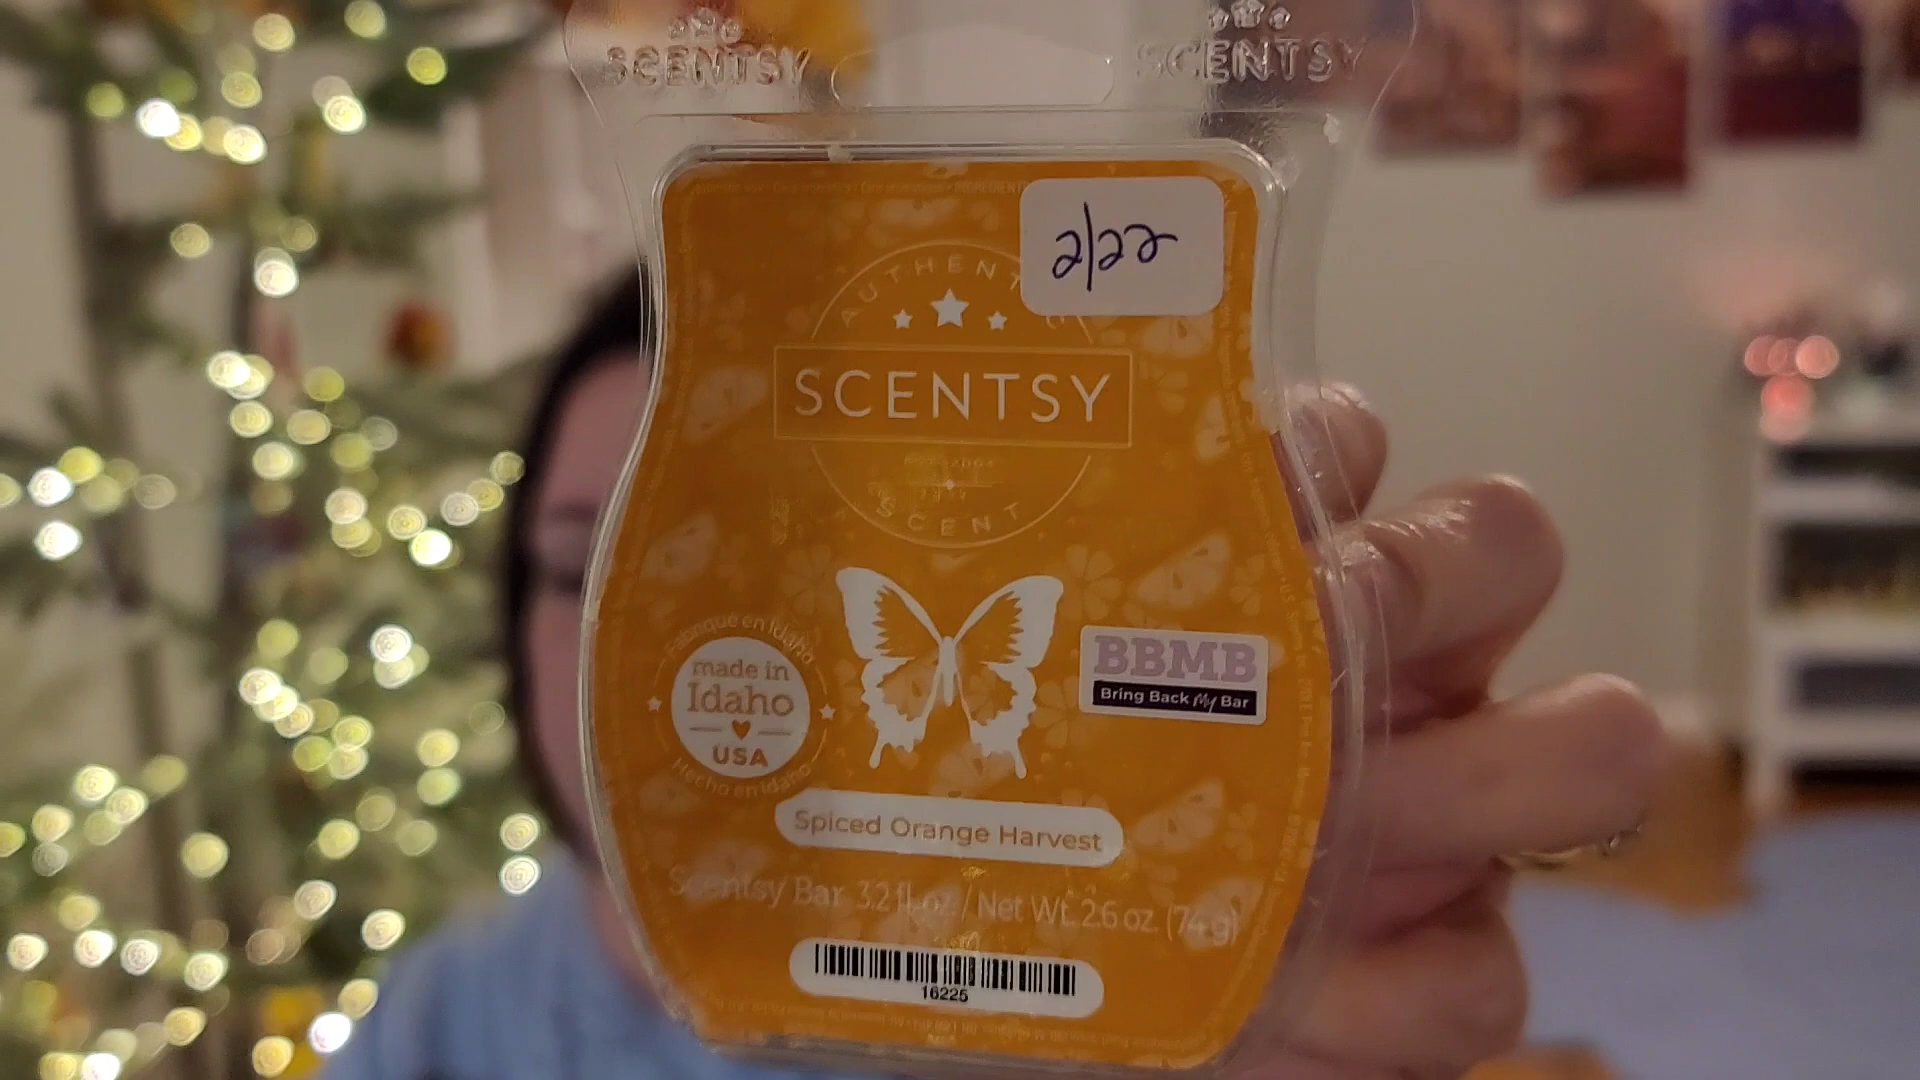 SCENTSY SCENTSY
2/22
AUTHENTIC
SCENTSY
SCENT
Fabriqué en Idaho
made in
Idaho
USA
Hecho en Idaho
BBMB
Bring Back My Bar
Spiced Orange Harvest
Scentsy Bar 3.2 fl. oz. / Net Wt. 2.6 oz. (74 g)
16225